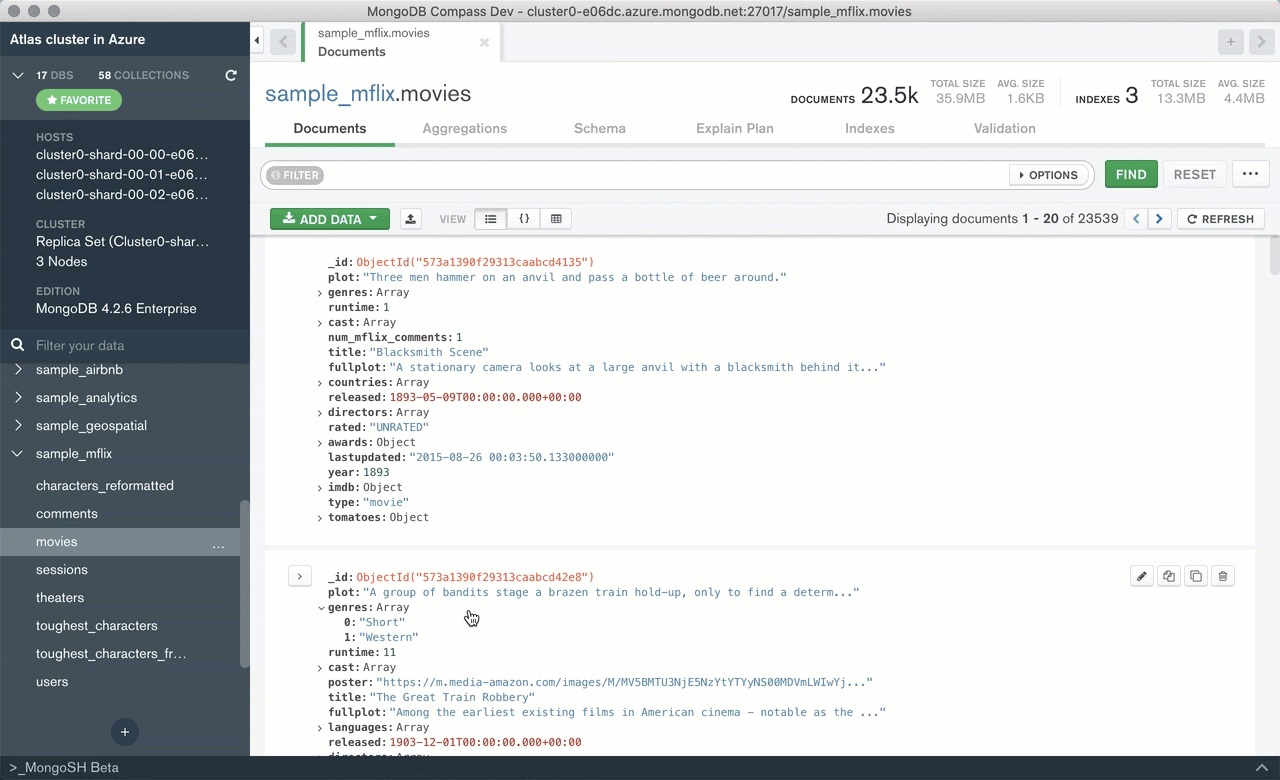 MongoDB Compass Dev - cluster0-e06dc.azure.mongodb.net:27017/sample_mflix.movies
Atlas cluster in Azure
17 DBS 58 COLLECTIONS
FAVORITE
HOSTS
cluster0-shard-00-00-e06...
cluster0-shard-00-01-e06...
cluster0-shard-00-02-e06...
CLUSTER
Replica Set (Cluster0-shar...
3 Nodes
EDITION
MongoDB 4.2.6 Enterprise
Filter your data
sample_airbnb
sample_analytics
sample_geospatial
sample_mflix
characters_reformatted
comments
movies ...
sessions
theaters
toughest_characters
toughest_characters_fr...
users
+
>_MongoSH Beta
sample_mflix.movies
Documents
sample_mflix.movies
DOCUMENTS 23.5k TOTAL SIZE 35.9MB AVG. SIZE 1.6KB INDEXES 3 TOTAL SIZE 13.3MB AVG. SIZE 4.4MB
Documents Aggregations Schema Explain Plan Indexes Validation
FILTER OPTIONS FIND RESET ...
ADD DATA VIEW {} Displaying documents 1 - 20 of 23539 REFRESH
_id: ObjectId("573a1390f29313caabcd4135")
plot: "Three men hammer on an anvil and pass a bottle of beer around."
genres: Array
runtime: 1
cast: Array
num_mflix_comments: 1
title: "Blacksmith Scene"
fullplot: "A stationary camera looks at a large anvil with a blacksmith behind it..."
countries: Array
released: 1893-05-09T00:00:00.000+00:00
directors: Array
rated: "UNRATED"
awards: Object
lastupdated: "2015-08-26 00:03:50.133000000"
year: 1893
imdb: Object
type: "movie"
tomatoes: Object
_id: ObjectId("573a1390f29313caabcd42e8")
plot: "A group of bandits stage a brazen train hold-up, only to find a determ..."
genres: Array
0: "Short"
1: "Western"
runtime: 11
cast: Array
poster: "https://m.media-amazon.com/images/M/MV5BMTU3NjE5NzYtYTYyNS00MDVmLWIwYj..."
title: "The Great Train Robbery"
fullplot: "Among the earliest existing films in American cinema - notable as the ..."
languages: Array
released: 1903-12-01T00:00:00.000+00:00